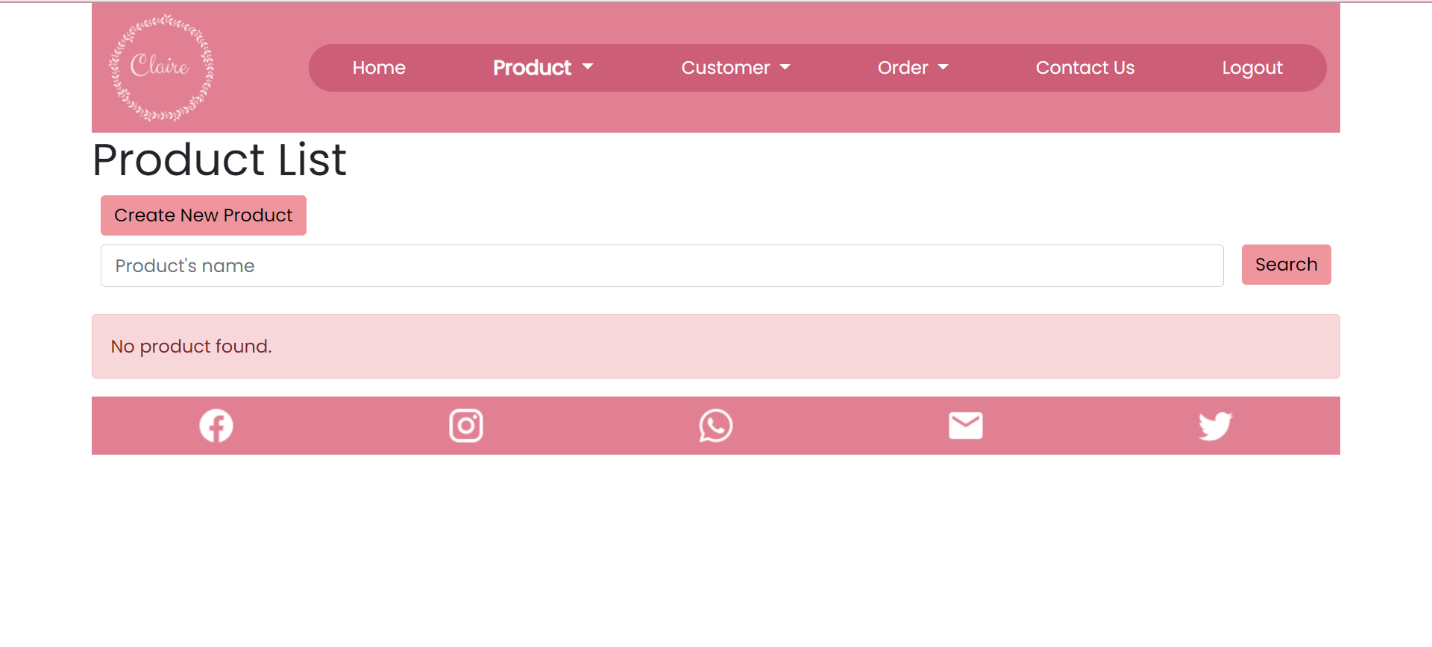 Claire
Home Product Customer Order Contact Us Logout
Product List
Create New Product
Product's name Search
No product found.